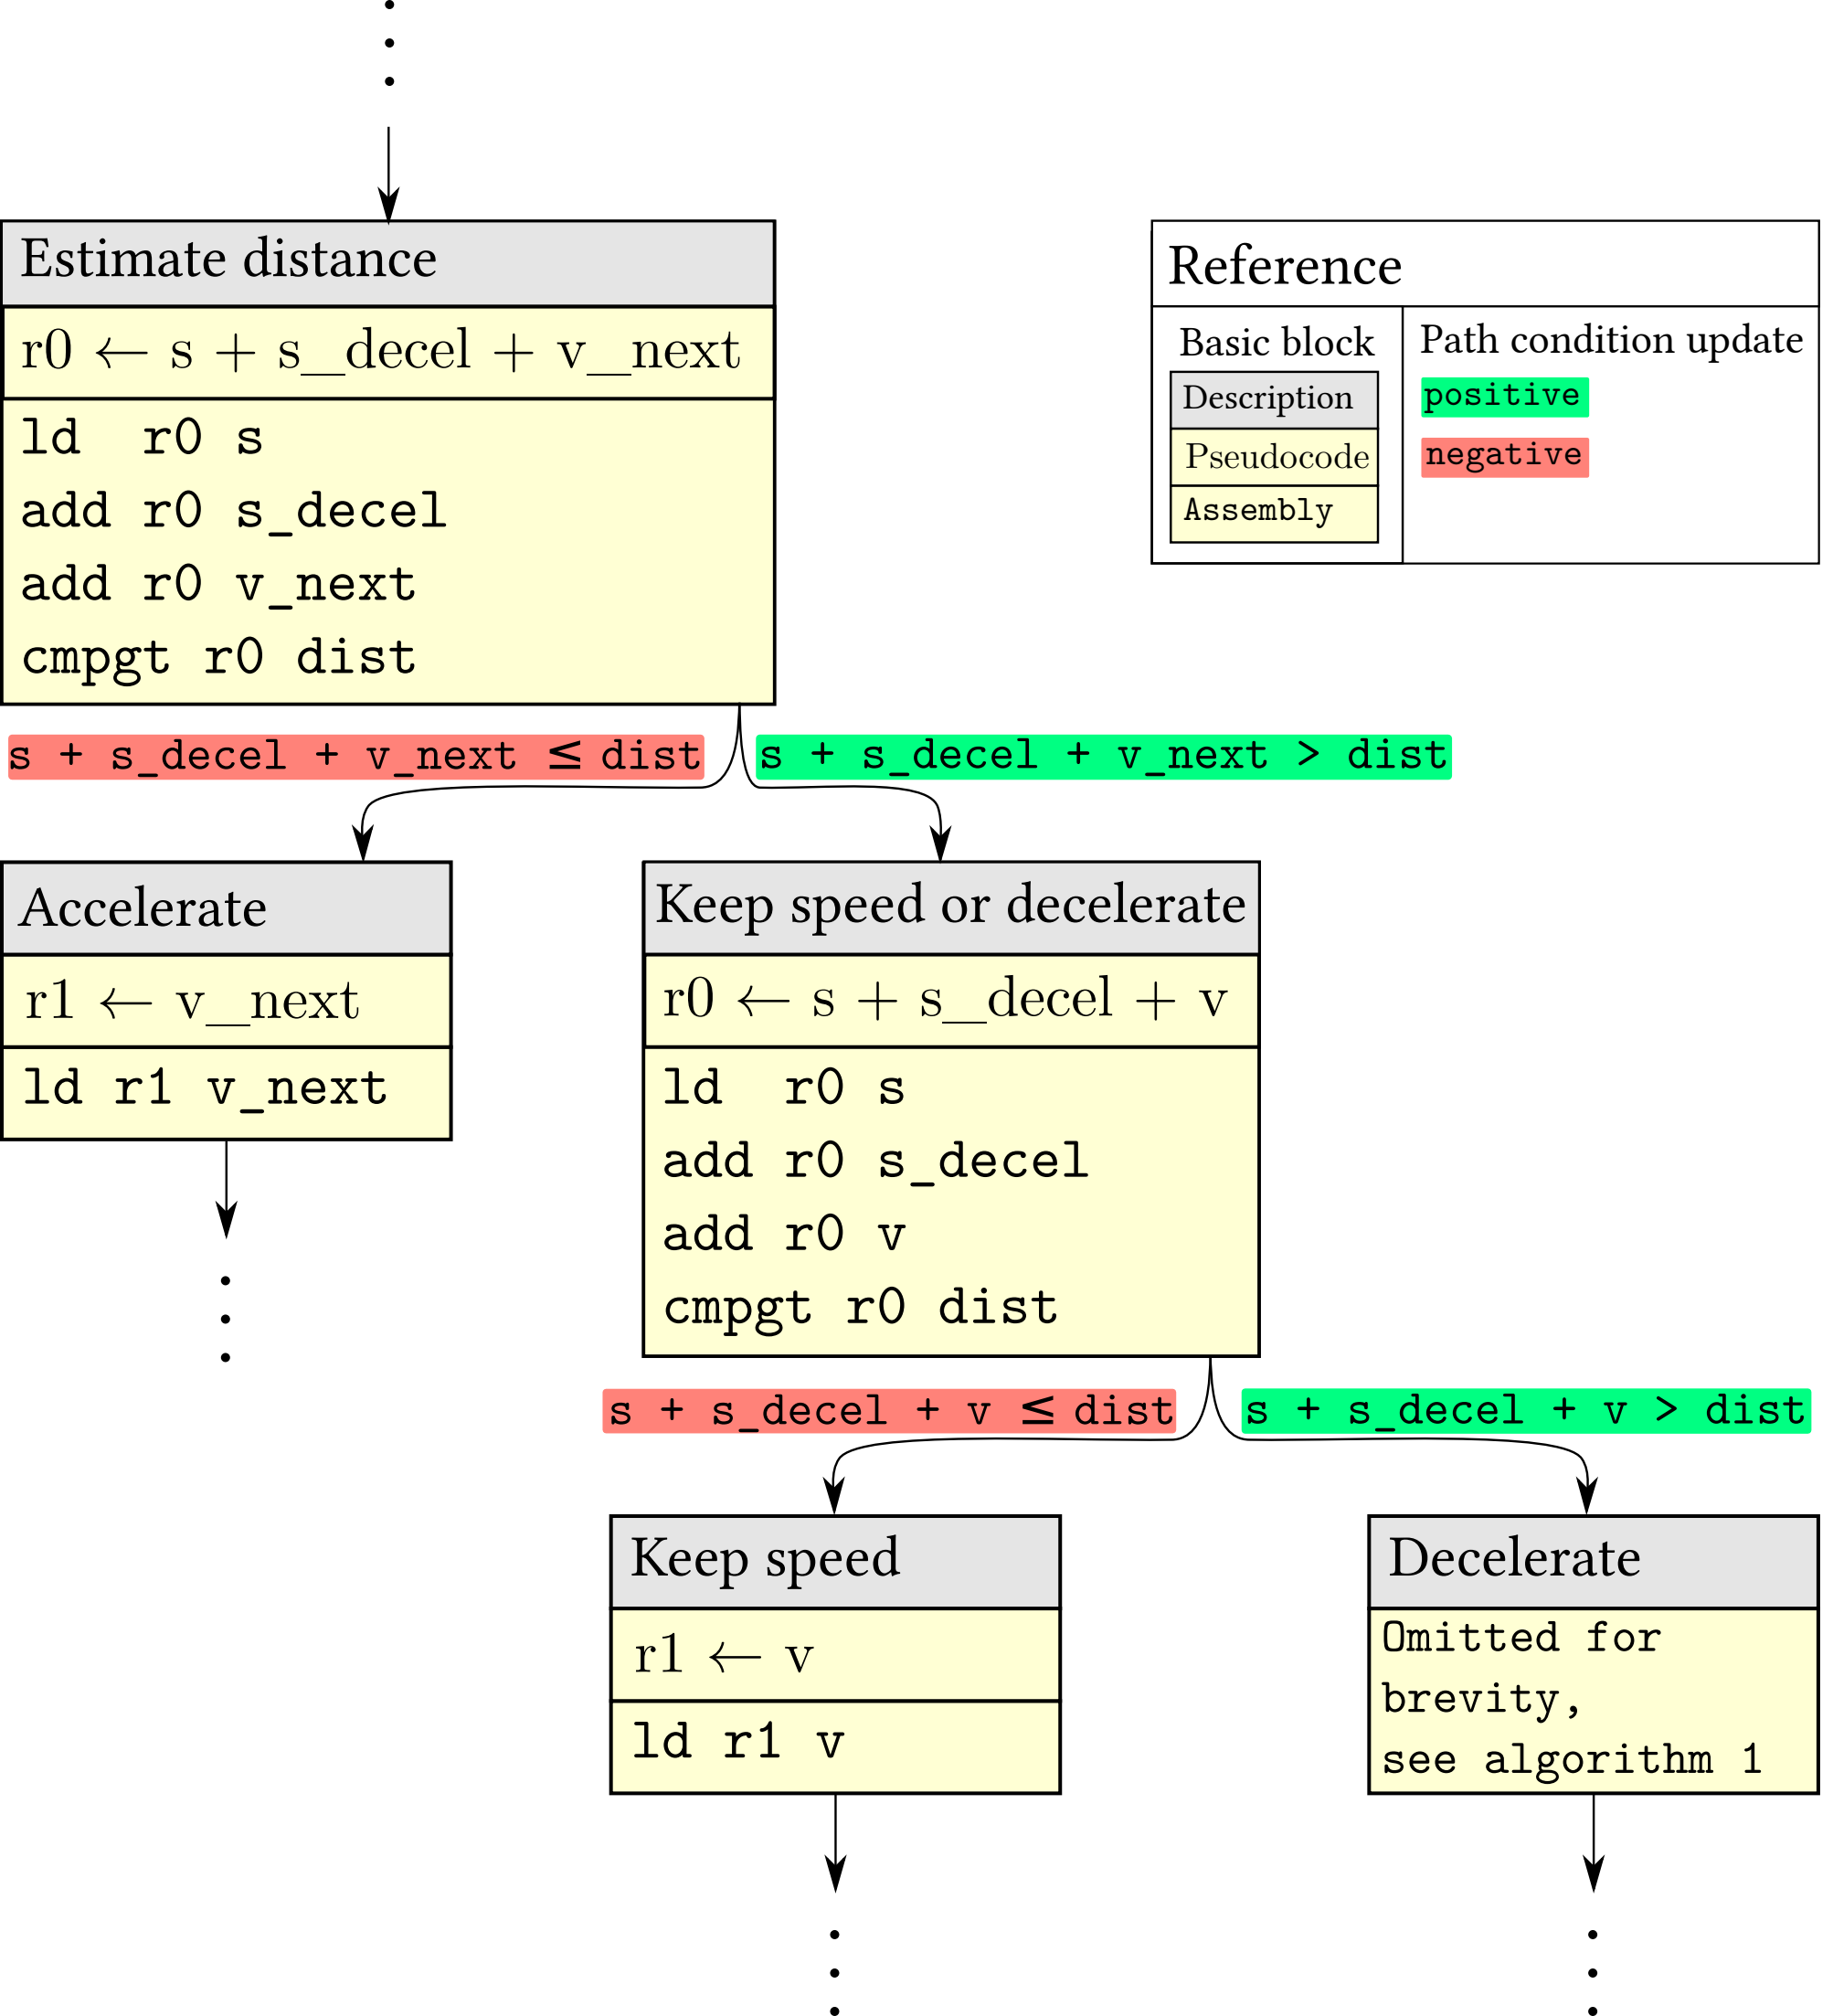 Estimate distance
r0 ← s + s_decel + v_next
ld  r0 s
add r0 s_decel
add r0 v_next
cmpgt r0 dist
Reference
Basic block
Description
Pseudocode
Assembly
Path condition update
positive
negative
s + s_decel + v_next ≤ dist
s + s_decel + v_next > dist
Accelerate
r1 ← v_next
ld r1 v_next
Keep speed or decelerate
r0 ← s + s_decel + v
ld  r0 s
add r0 s_decel
add r0 v
cmpgt r0 dist
s + s_decel + v ≤ dist
s + s_decel + v > dist
Keep speed
r1 ← v
ld r1 v
Decelerate
Omitted for
brevity,
see algorithm 1